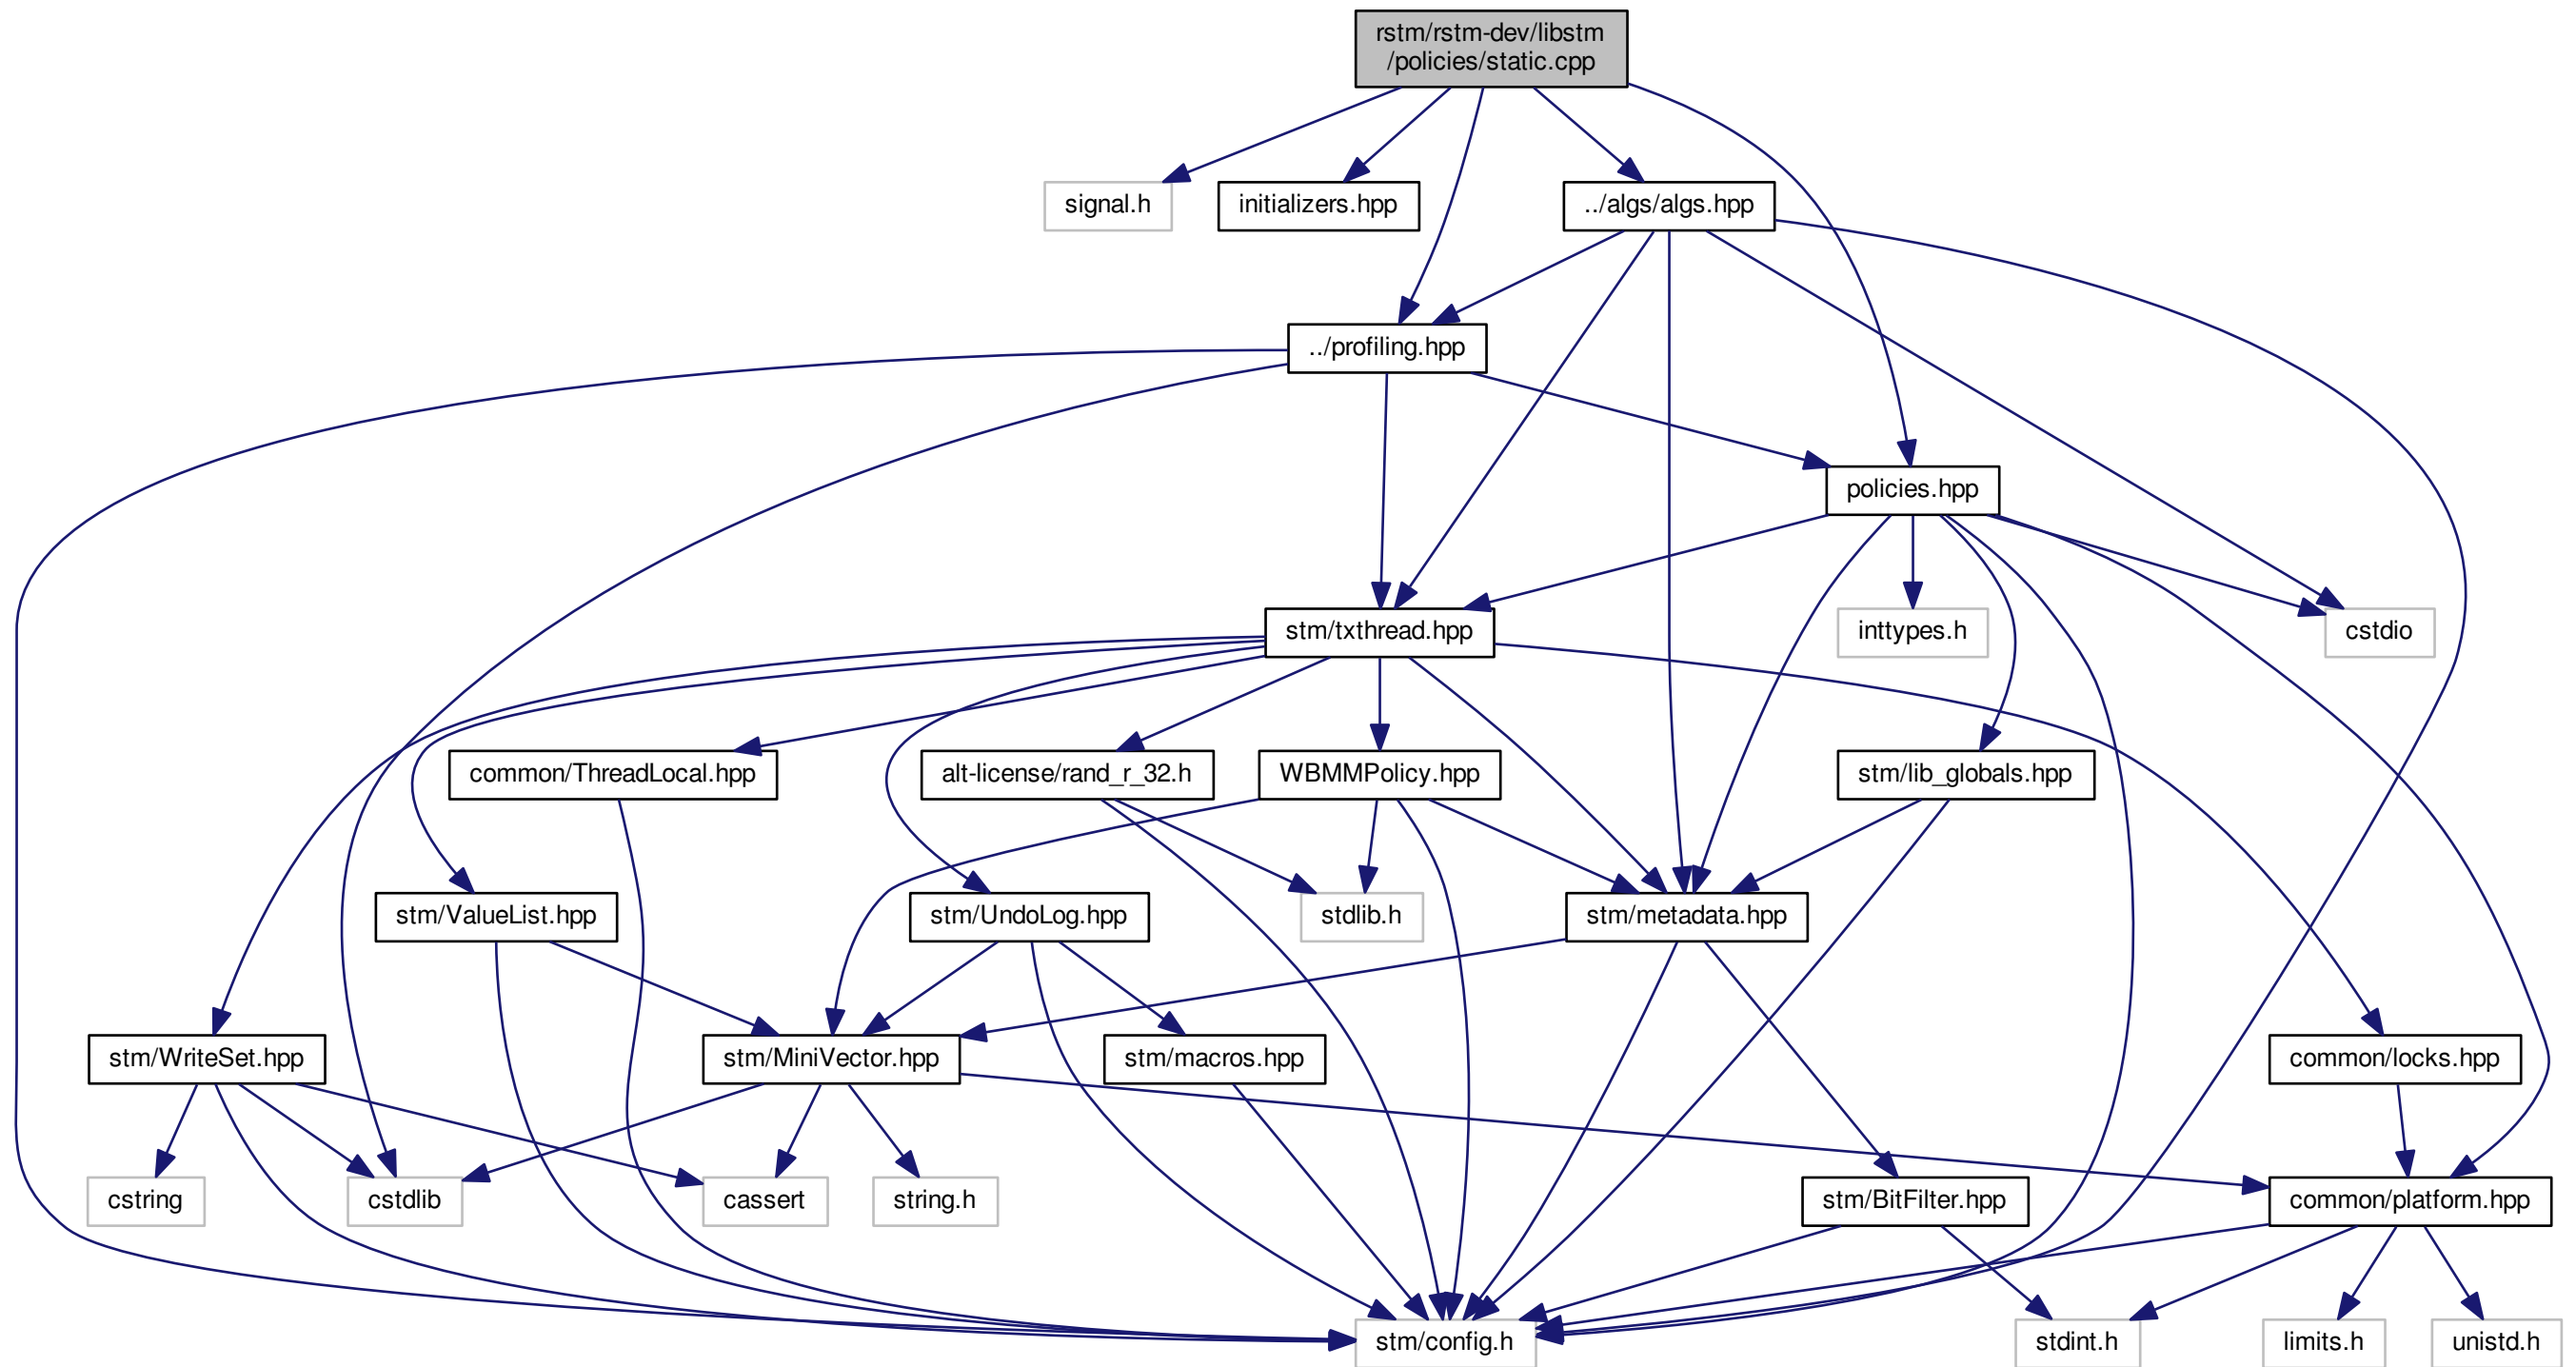 rstm/rstm-dev/libstm
/policies/static.cpp
signal.h
initializers.hpp
../algs/algs.hpp
../profiling.hpp
policies.hpp
stm/txthread.hpp
inttypes.h
cstdio
common/ThreadLocal.hpp
alt-license/rand_r_32.h
WBMMPolicy.hpp
stm/lib_globals.hpp
stm/ValueList.hpp
stm/UndoLog.hpp
stdlib.h
stm/metadata.hpp
stm/WriteSet.hpp
stm/MiniVector.hpp
stm/macros.hpp
common/locks.hpp
cstring
cstdlib
cassert
string.h
stm/BitFilter.hpp
common/platform.hpp
stm/config.h
stdint.h
limits.h
unistd.h